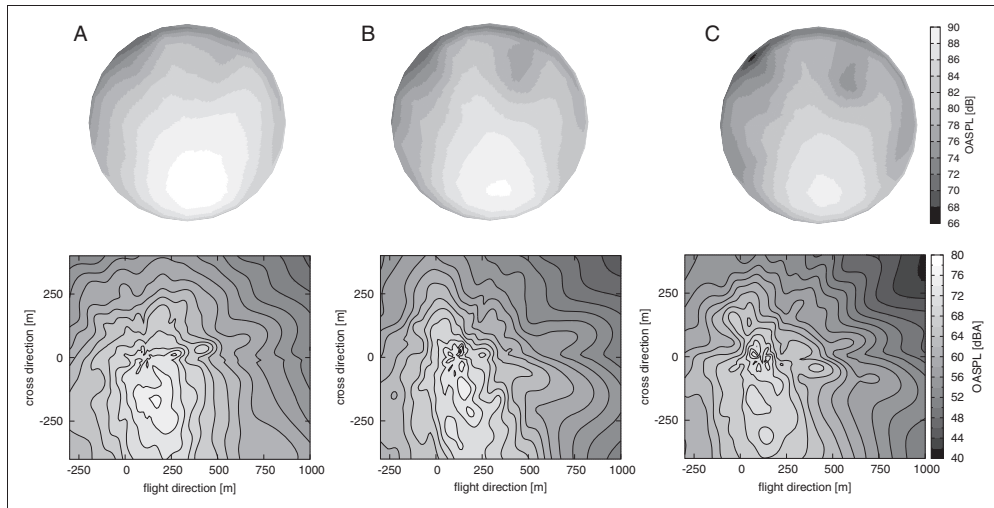 A
B
C
90
88
86
84
82
80
78
76
74
72
70
68
66
OASPL [dB]
250
0
-250
cross direction [m]
-250 0 250 500 750 1000
flight direction [m]
250
0
-250
cross direction [m]
-250 0 250 500 750 1000
flight direction [m]
250
0
-250
cross direction [m]
-250 0 250 500 750 1000
flight direction [m]
80
76
72
68
64
60
56
52
48
44
40
OASPL [dBA]